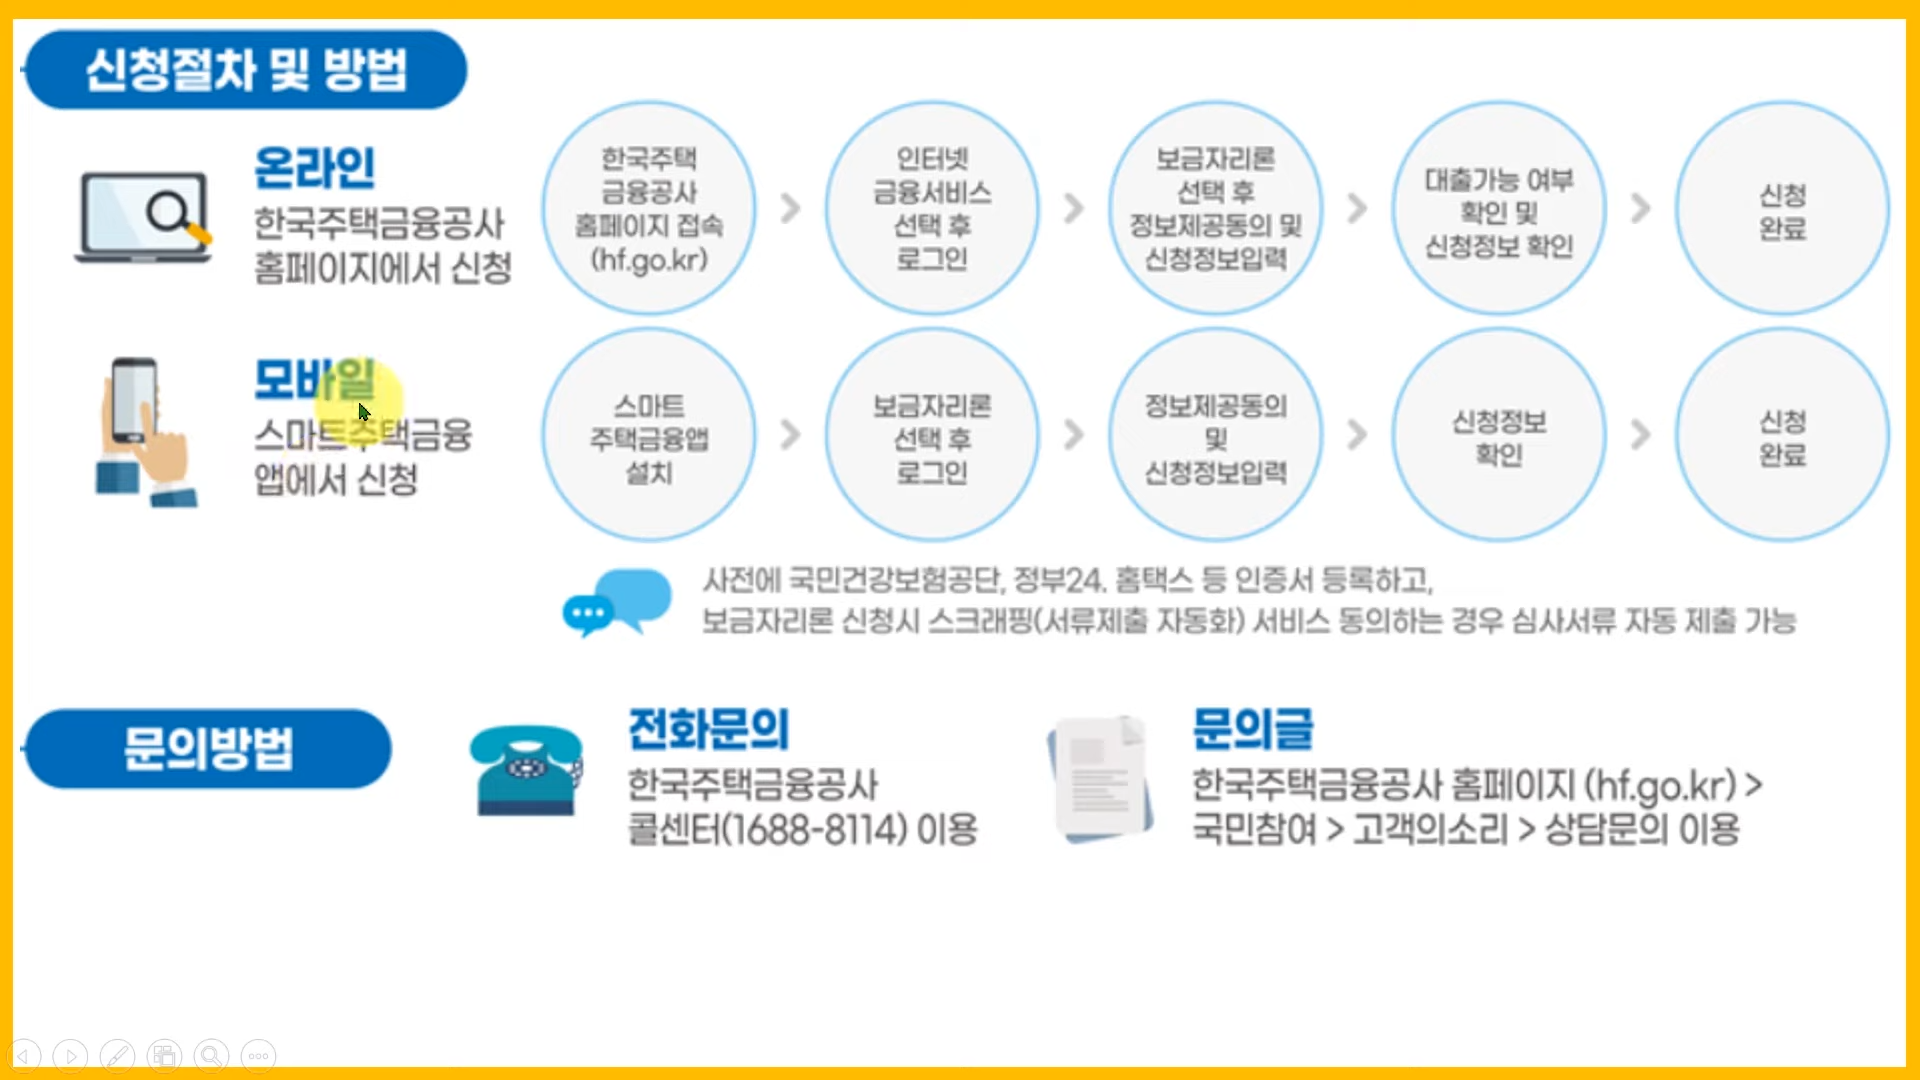 신청절차 및 방법
온라인
한국주택금융공사
홈페이지에서 신청
한국주택
금융공사
홈페이지 접속
(hf.go.kr)
인터넷
금융서비스
선택 후
로그인
보금자리론
선택 후
정보제공동의 및
신청정보입력
대출가능 여부
확인 및
신청정보 확인
신청
완료
모바일
스마트주택금융
앱에서 신청
스마트
주택금융앱
설치
보금자리론
선택 후
로그인
정보제공동의
및
신청정보입력
신청정보
확인
신청
완료
사전에 국민건강보험공단, 정부24. 홈택스 등 인증서 등록하고,
보금자리론 신청시 스크래핑(서류제출 자동화) 서비스 동의하는 경우 심사서류 자동 제출 가능
문의방법
전화문의
한국주택금융공사
콜센터(1688-8114) 이용
문의글
한국주택금융공사 홈페이지 (hf.go.kr) >
국민참여 > 고객의소리 > 상담문의 이용